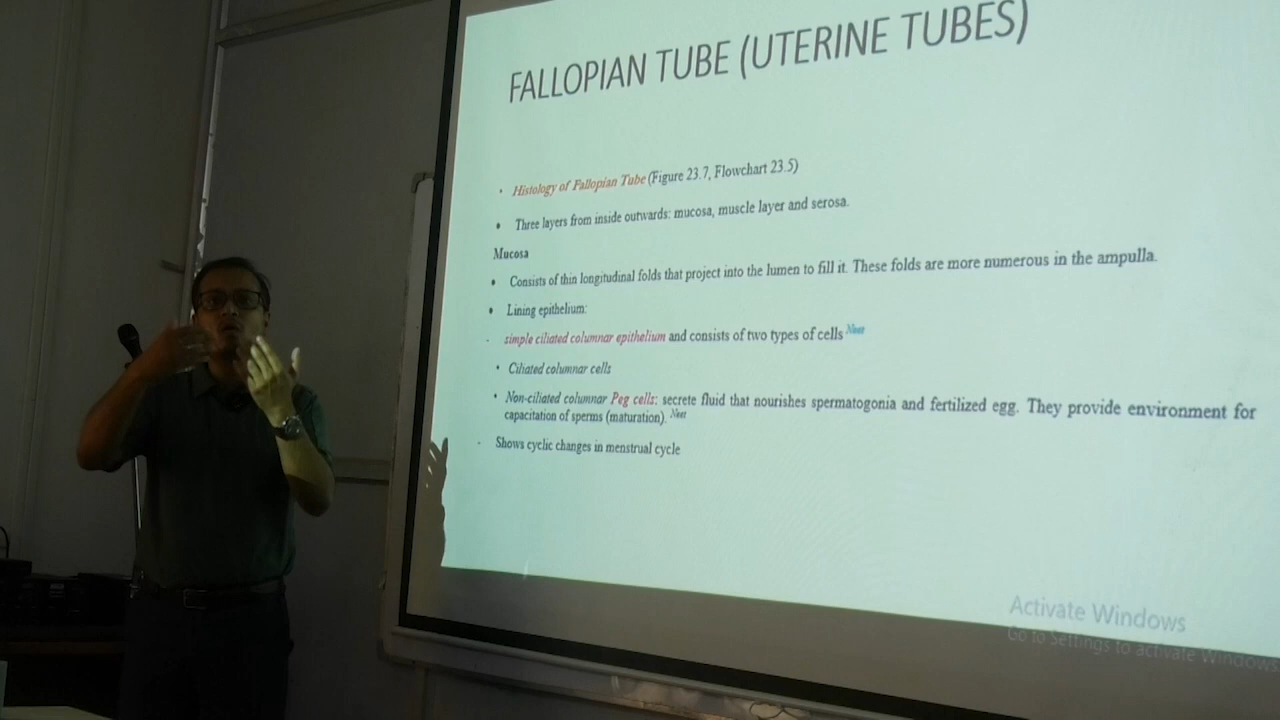 FALLOPIAN TUBE (UTERINE TUBES)
• Histology of Fallopian Tube (Figure 23.7, Flowchart 23.5)
• Three layers from inside outwards: mucosa, muscle layer and serosa.
Mucosa
• Consists of thin longitudinal folds that project into the lumen to fill it. These folds are more numerous in the ampulla.
• Lining epithelium:
- simple ciliated columnar epithelium and consists of two types of cells Neet
• Ciliated columnar cells
• Non-ciliated columnar Peg cells: secrete fluid that nourishes spermatogonia and fertilized egg. They provide environment for
capacitation of sperms (maturation). Neet
- Shows cyclic changes in menstrual cycle
Activate Windows
Go to Settings to activate Windows